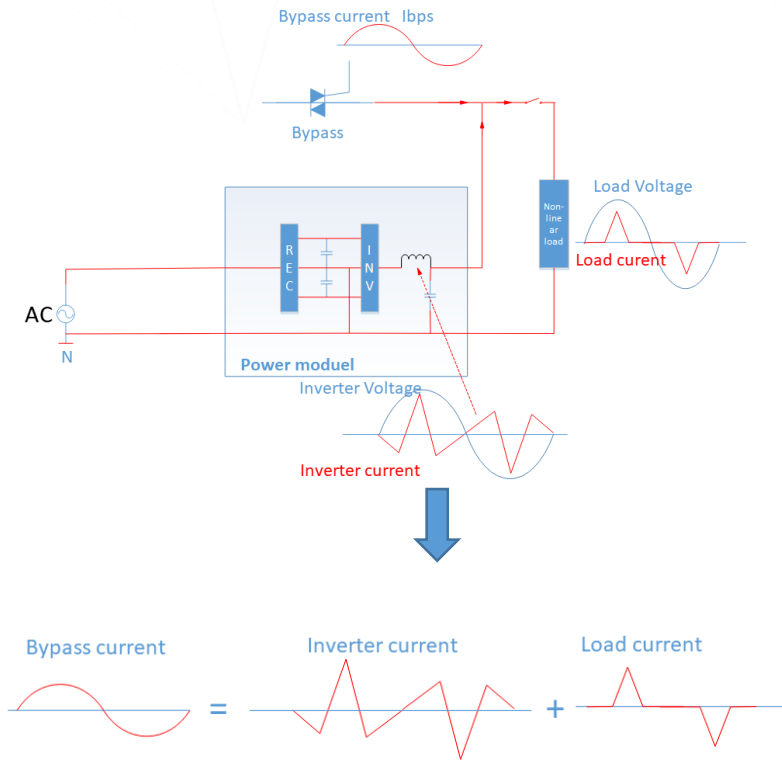 Bypass current Ibps
Bypass
Load Voltage
Non-
line
ar
load
Load curent
R
E
C
I
N
V
AC
N
Power moduel
Inverter Voltage
Inverter current
Bypass current
Inverter current
Load current
=
+